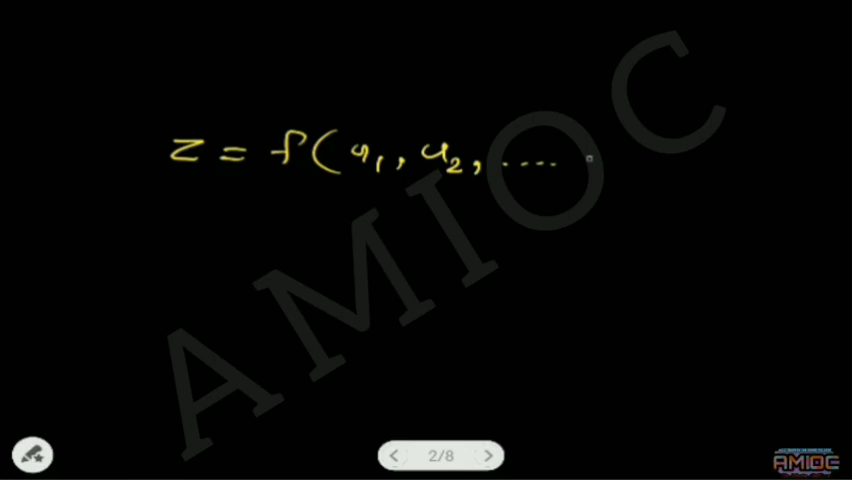 z = f(u₁, u₂, ....
AMIOC
2/8
AMIOC